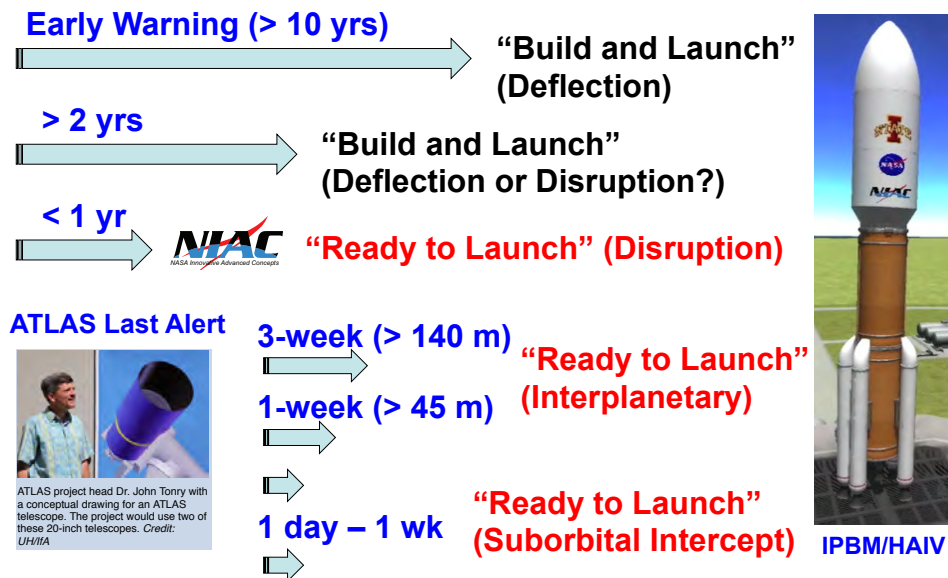 Early Warning (> 10 yrs)
“Build and Launch”
(Deflection)
> 2 yrs
“Build and Launch”
(Deflection or Disruption?)
< 1 yr
NIAC
NASA Innovative Advanced Concepts
“Ready to Launch” (Disruption)
ATLAS Last Alert
3-week (> 140 m)
“Ready to Launch”
(Interplanetary)
1-week (> 45 m)
ATLAS project head Dr. John Tonry with
a conceptual drawing for an ATLAS
telescope. The project would use two of
these 20-inch telescopes. Credit:
UH/IfA
1 day – 1 wk
“Ready to Launch”
(Suborbital Intercept)
I
STATE
NASA
NIAC
IPBM/HAIV